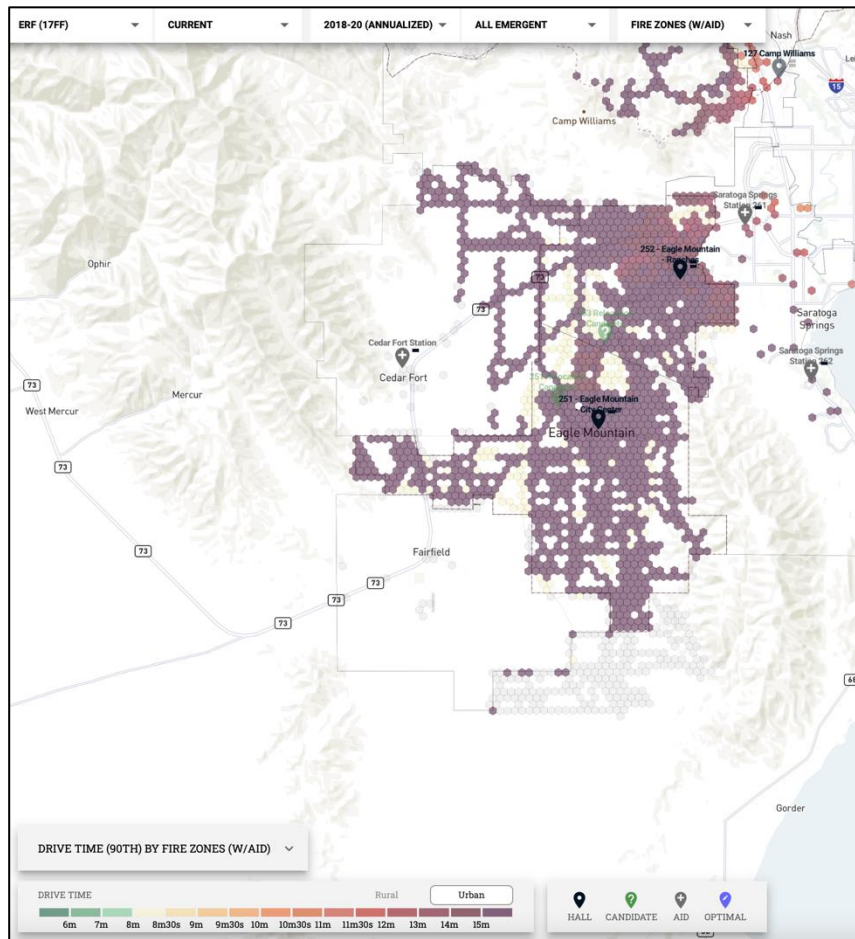 ERF (17FF)
CURRENT
2018-20 (ANNUALIZED)
ALL EMERGENT
FIRE ZONES (W/AID)
Nash
127 Camp Williams
15
Camp Williams
Saratoga Springs
Station 261
252 - Eagle Mountain
- Ranches
Ophir
73
73
Saratoga
Springs
Cedar Fort Station
Cedar Fort
Saratoga Springs
Station 262
73
Mercur
West Mercur
251 - Eagle Mountain
- City Center
Eagle Mountain
73
Fairfield
73
73
73
73
68
Gorder
DRIVE TIME (90TH) BY FIRE ZONES (W/AID)
DRIVE TIME
Rural
Urban
6m
7m
8m
8m30s
9m
9m30s
10m
10m30s
11m
11m30s
12m
13m
14m
15m
HALL
CANDIDATE
AID
OPTIMAL